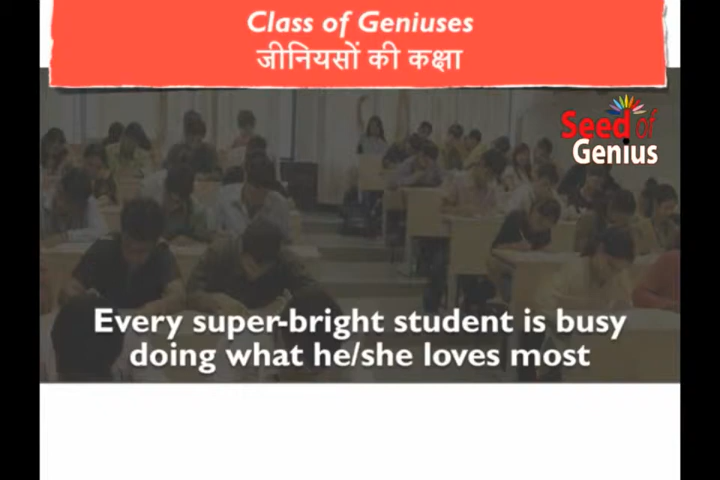 Class of Geniuses
जीनियसों की कक्षा
Seed of
Genius
Every super-bright student is busy
doing what he/she loves most